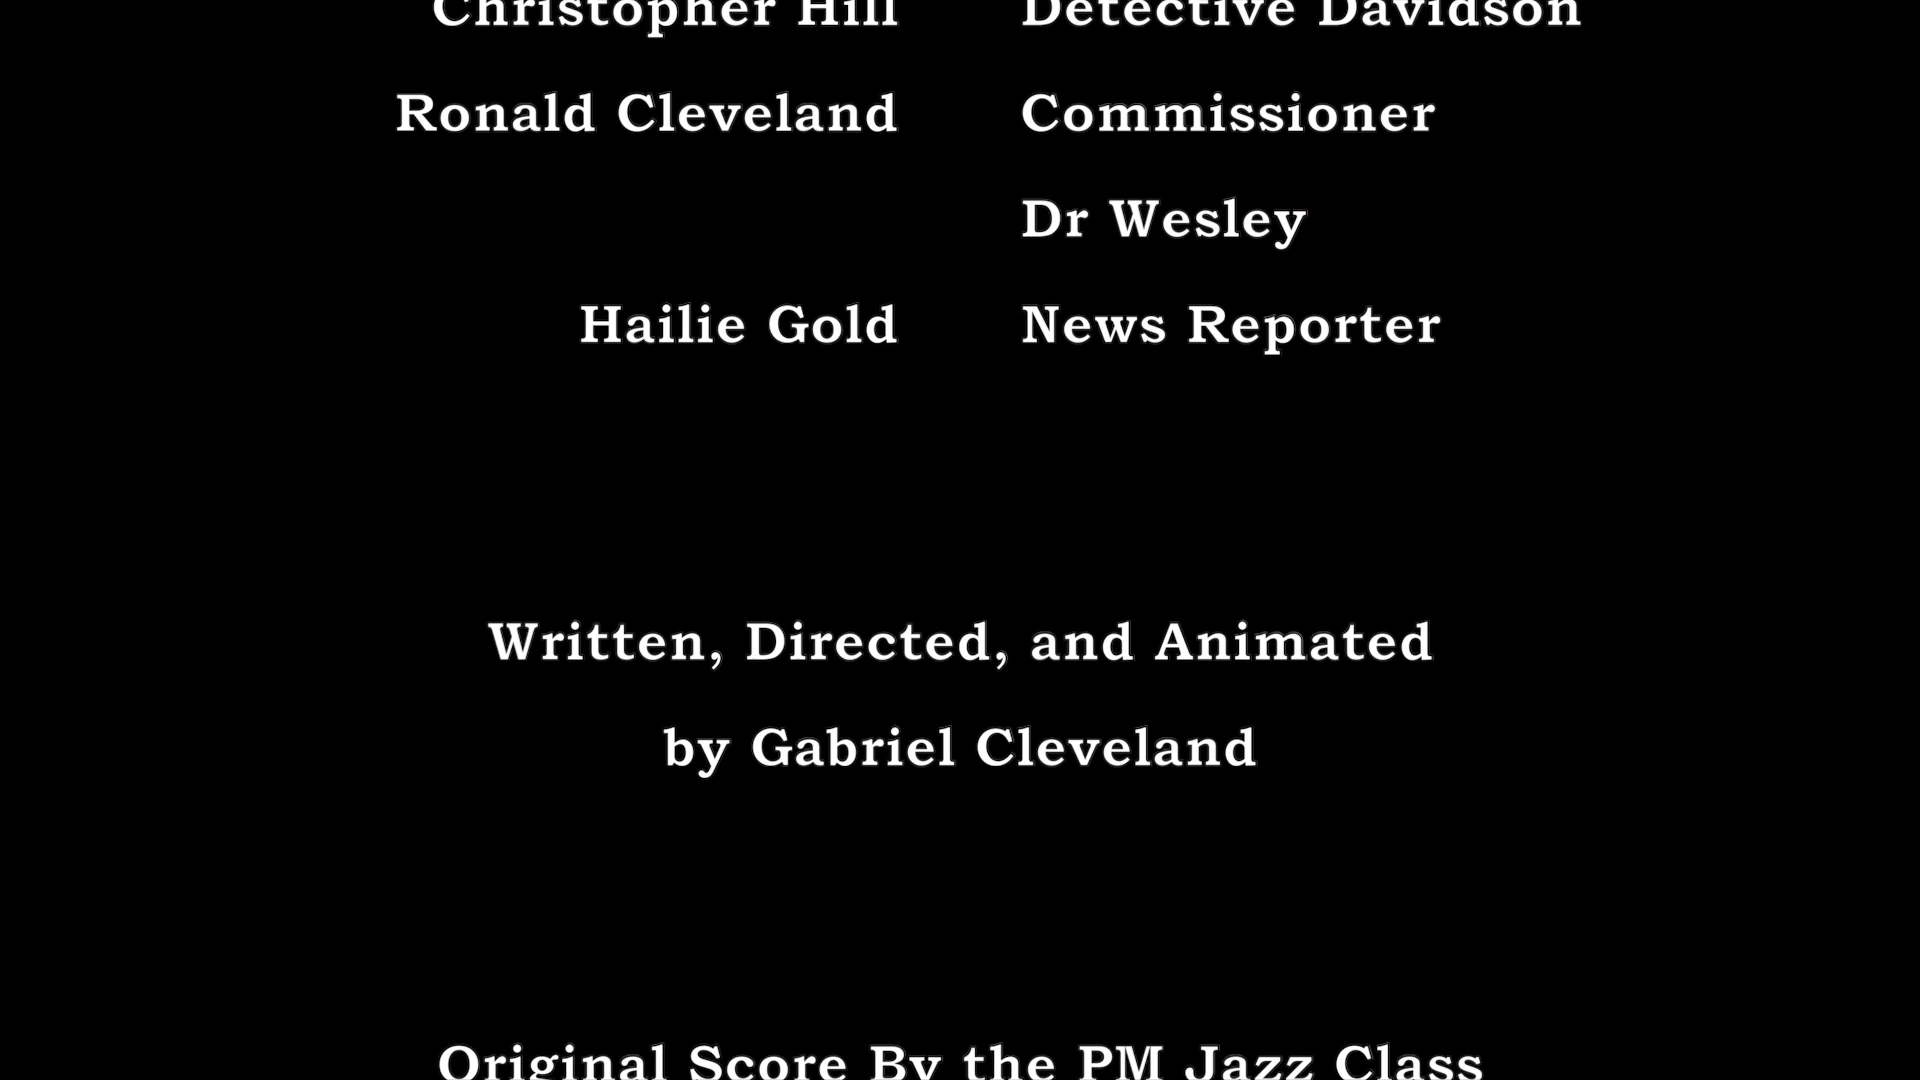 Christopher Hill Detective Davidson
Ronald Cleveland Commissioner
Dr Wesley
Hailie Gold News Reporter
Written, Directed, and Animated
by Gabriel Cleveland
Original Score By the PM Jazz Class